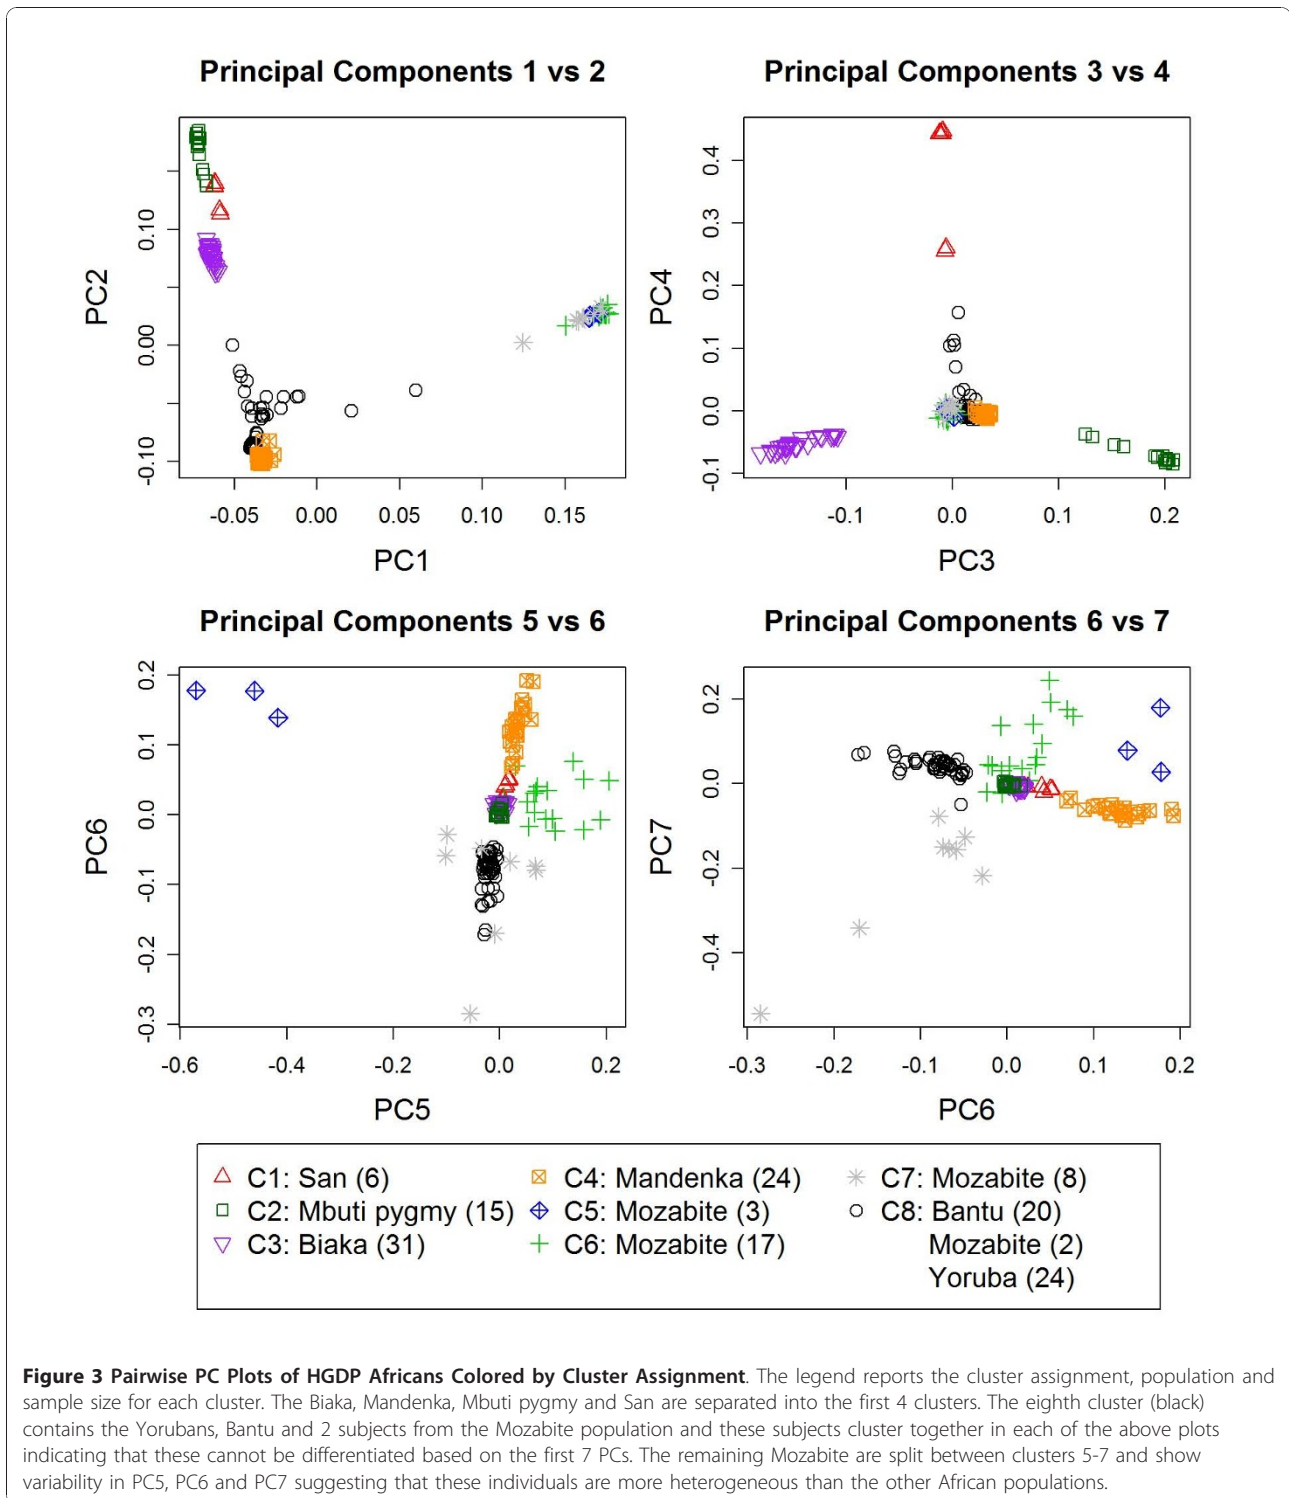 Principal Components 1 vs 2
0.10
0.00
-0.10
PC2
-0.05 0.00 0.05 0.10 0.15
PC1
Principal Components 3 vs 4
0.4
0.3
0.2
0.1
0.0
-0.1
PC4
-0.1 0.0 0.1 0.2
PC3
Principal Components 5 vs 6
0.2
0.1
0.0
-0.1
-0.2
-0.3
PC6
-0.6 -0.4 -0.2 0.0 0.2
PC5
Principal Components 6 vs 7
0.2
0.0
-0.2
-0.4
PC7
-0.3 -0.1 0.0 0.1 0.2
PC6
C1: San (6)
C2: Mbuti pygmy (15)
C3: Biaka (31)
C4: Mandenka (24)
C5: Mozabite (3)
C6: Mozabite (17)
C7: Mozabite (8)
C8: Bantu (20)
Mozabite (2)
Yoruba (24)
Figure 3 Pairwise PC Plots of HGDP Africans Colored by Cluster Assignment. The legend reports the cluster assignment, population and
sample size for each cluster. The Biaka, Mandenka, Mbuti pygmy and San are separated into the first 4 clusters. The eighth cluster (black)
contains the Yorubans, Bantu and 2 subjects from the Mozabite population and these subjects cluster together in each of the above plots
indicating that these cannot be differentiated based on the first 7 PCs. The remaining Mozabite are split between clusters 5-7 and show
variability in PC5, PC6 and PC7 suggesting that these individuals are more heterogeneous than the other African populations.